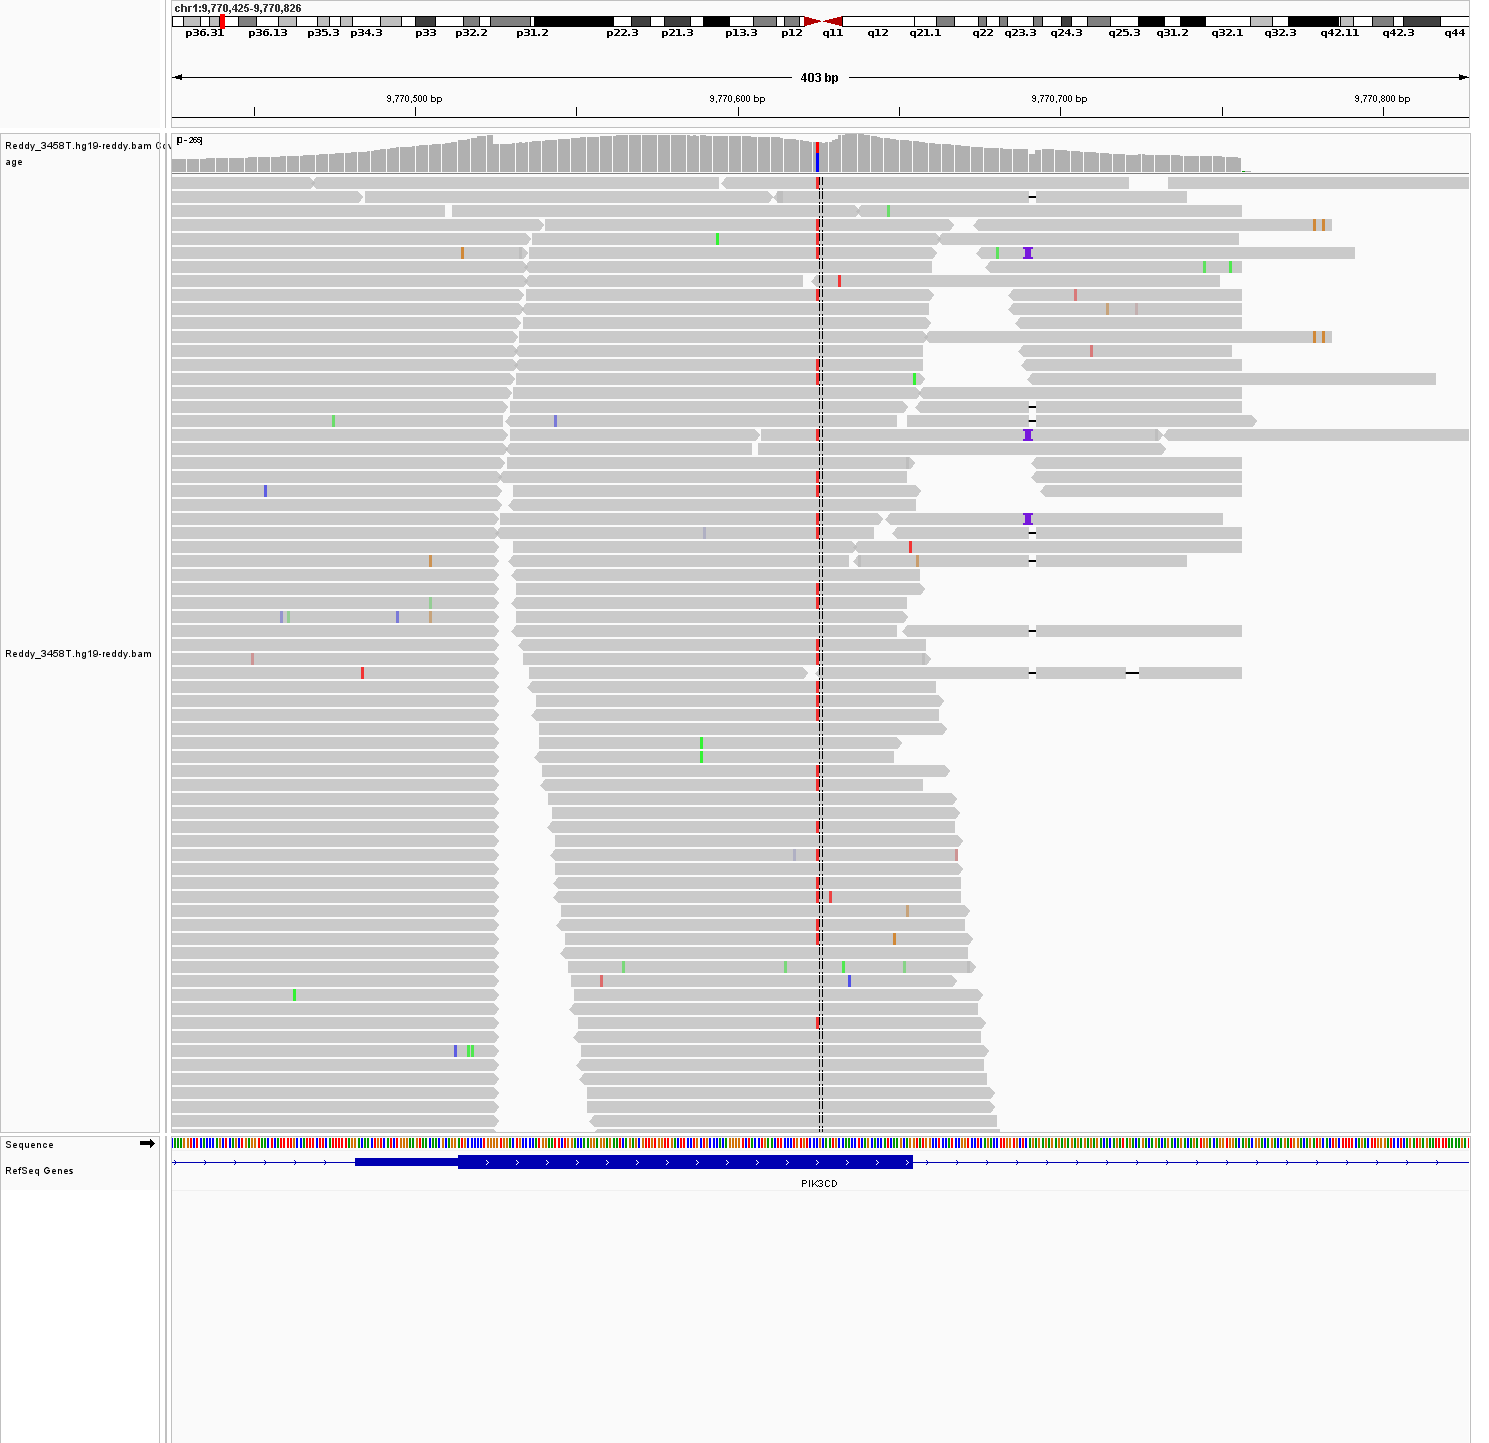 chr1:9,770,425-9,770,826
p36.31 p36.13 p35.3 p34.3 p33 p32.2 p31.2 p22.3 p21.3 p13.3 p12 q11 q12 q21.1 q22 q23.3 q24.3 q25.3 q31.2 q32.1 q32.3 q42.11 q42.3 q44
403 bp
9,770,500 bp 9,770,600 bp 9,770,700 bp 9,770,800 bp
[0 - 265]
Reddy_3458T.hg19-reddy.bam Cov
age
Reddy_3458T.hg19-reddy.bam
Sequence
RefSeq Genes
PIK3CD